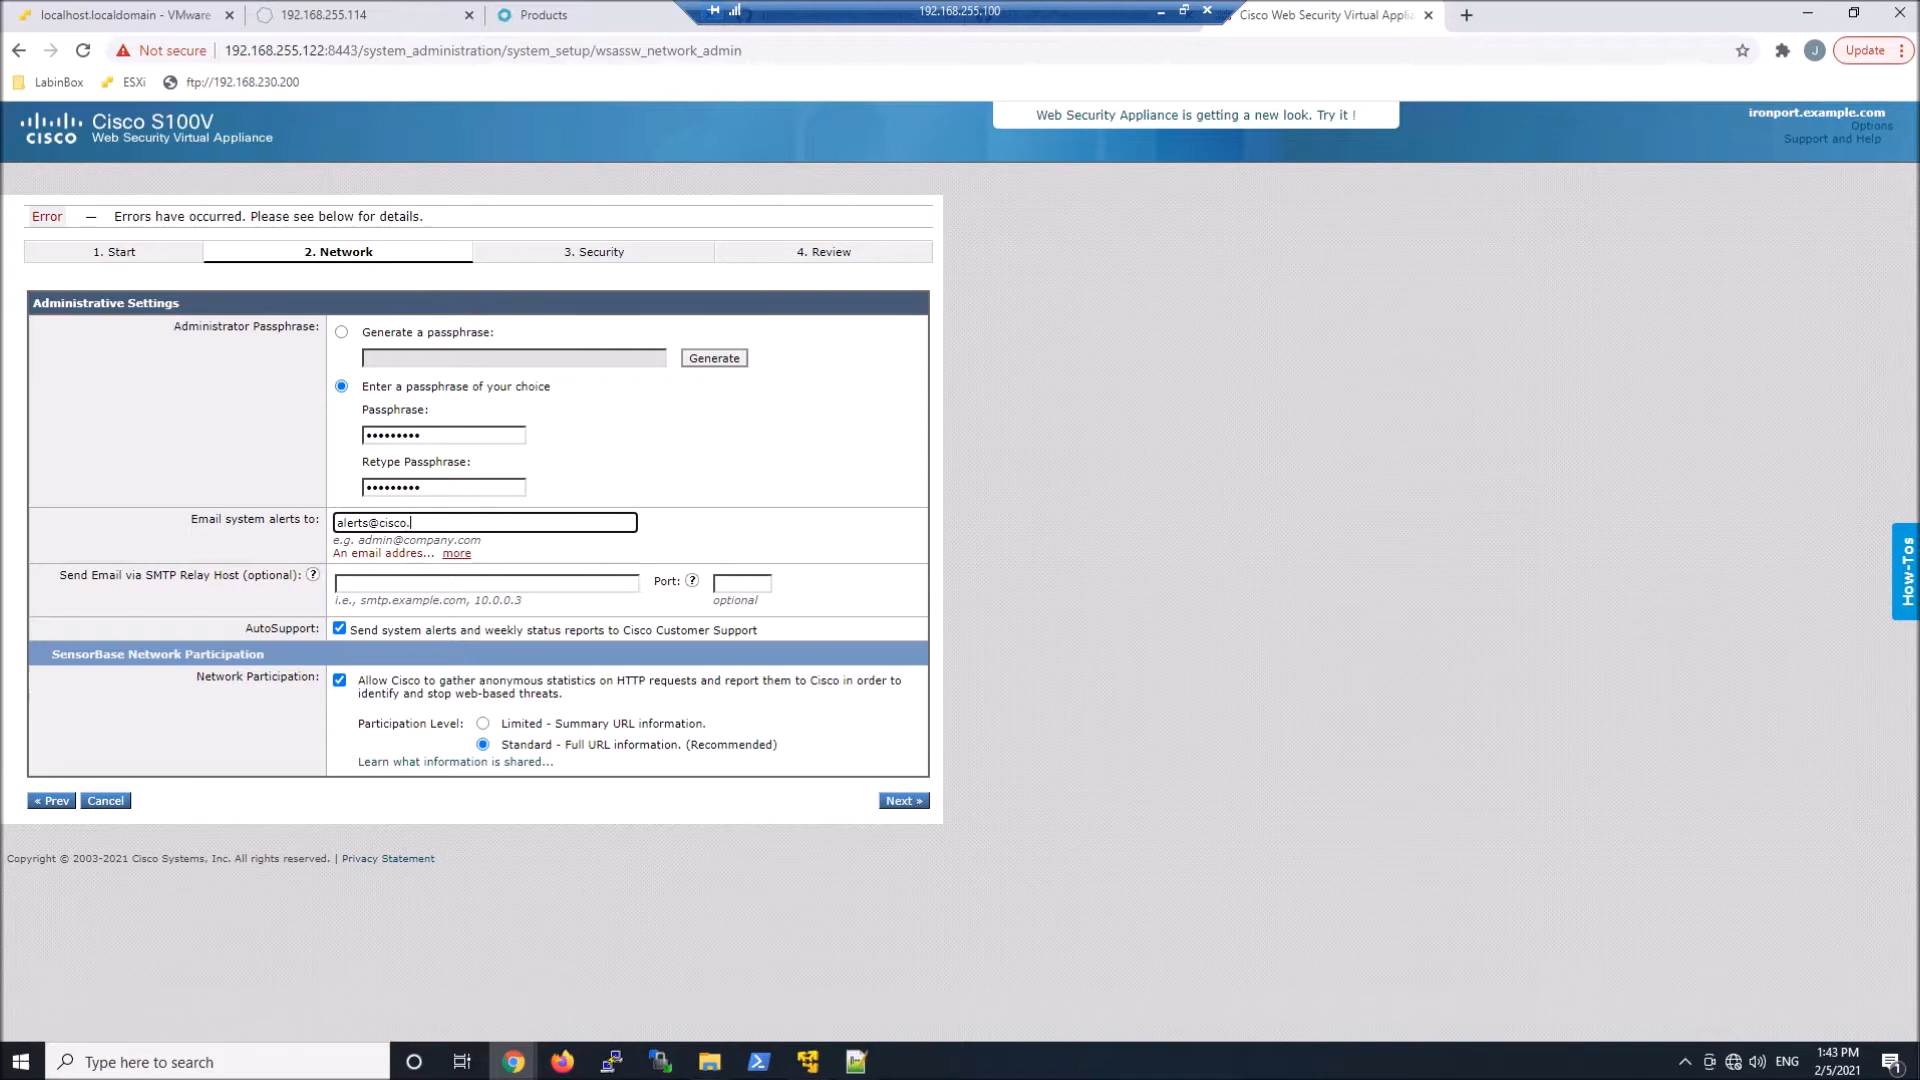 localhost.localdomain - VMware
192.168.255.114
Products
192.168.255.100
Cisco Web Security Virtual Applia
Not secure
192.168.255.122:8443/system_administration/system_setup/wsassw_network_admin
J
Update
LabinBox
ESXi
ftp://192.168.230.200
CISCO
Cisco S100V
Web Security Virtual Appliance
Web Security Appliance is getting a new look. Try it !
ironport.example.com
Options
Support and Help
Error — Errors have occurred. Please see below for details.
1. Start
2. Network
3. Security
4. Review
Administrative Settings
Administrator Passphrase:
Generate a passphrase:
Generate
Enter a passphrase of your choice
Passphrase:
•••••••••
Retype Passphrase:
•••••••••
Email system alerts to:
alerts@cisco.
e.g. admin@company.com
An email addres... more
Send Email via SMTP Relay Host (optional): ?
Port: ?
i.e., smtp.example.com, 10.0.0.3
optional
AutoSupport:
Send system alerts and weekly status reports to Cisco Customer Support
SensorBase Network Participation
Network Participation:
Allow Cisco to gather anonymous statistics on HTTP requests and report them to Cisco in order to
identify and stop web-based threats.
Participation Level:
Limited - Summary URL information.
Standard - Full URL information. (Recommended)
Learn what information is shared...
« Prev
Cancel
Next »
How-Tos
Copyright © 2003-2021 Cisco Systems, Inc. All rights reserved. | Privacy Statement
Type here to search
ENG
1:43 PM
2/5/2021
1